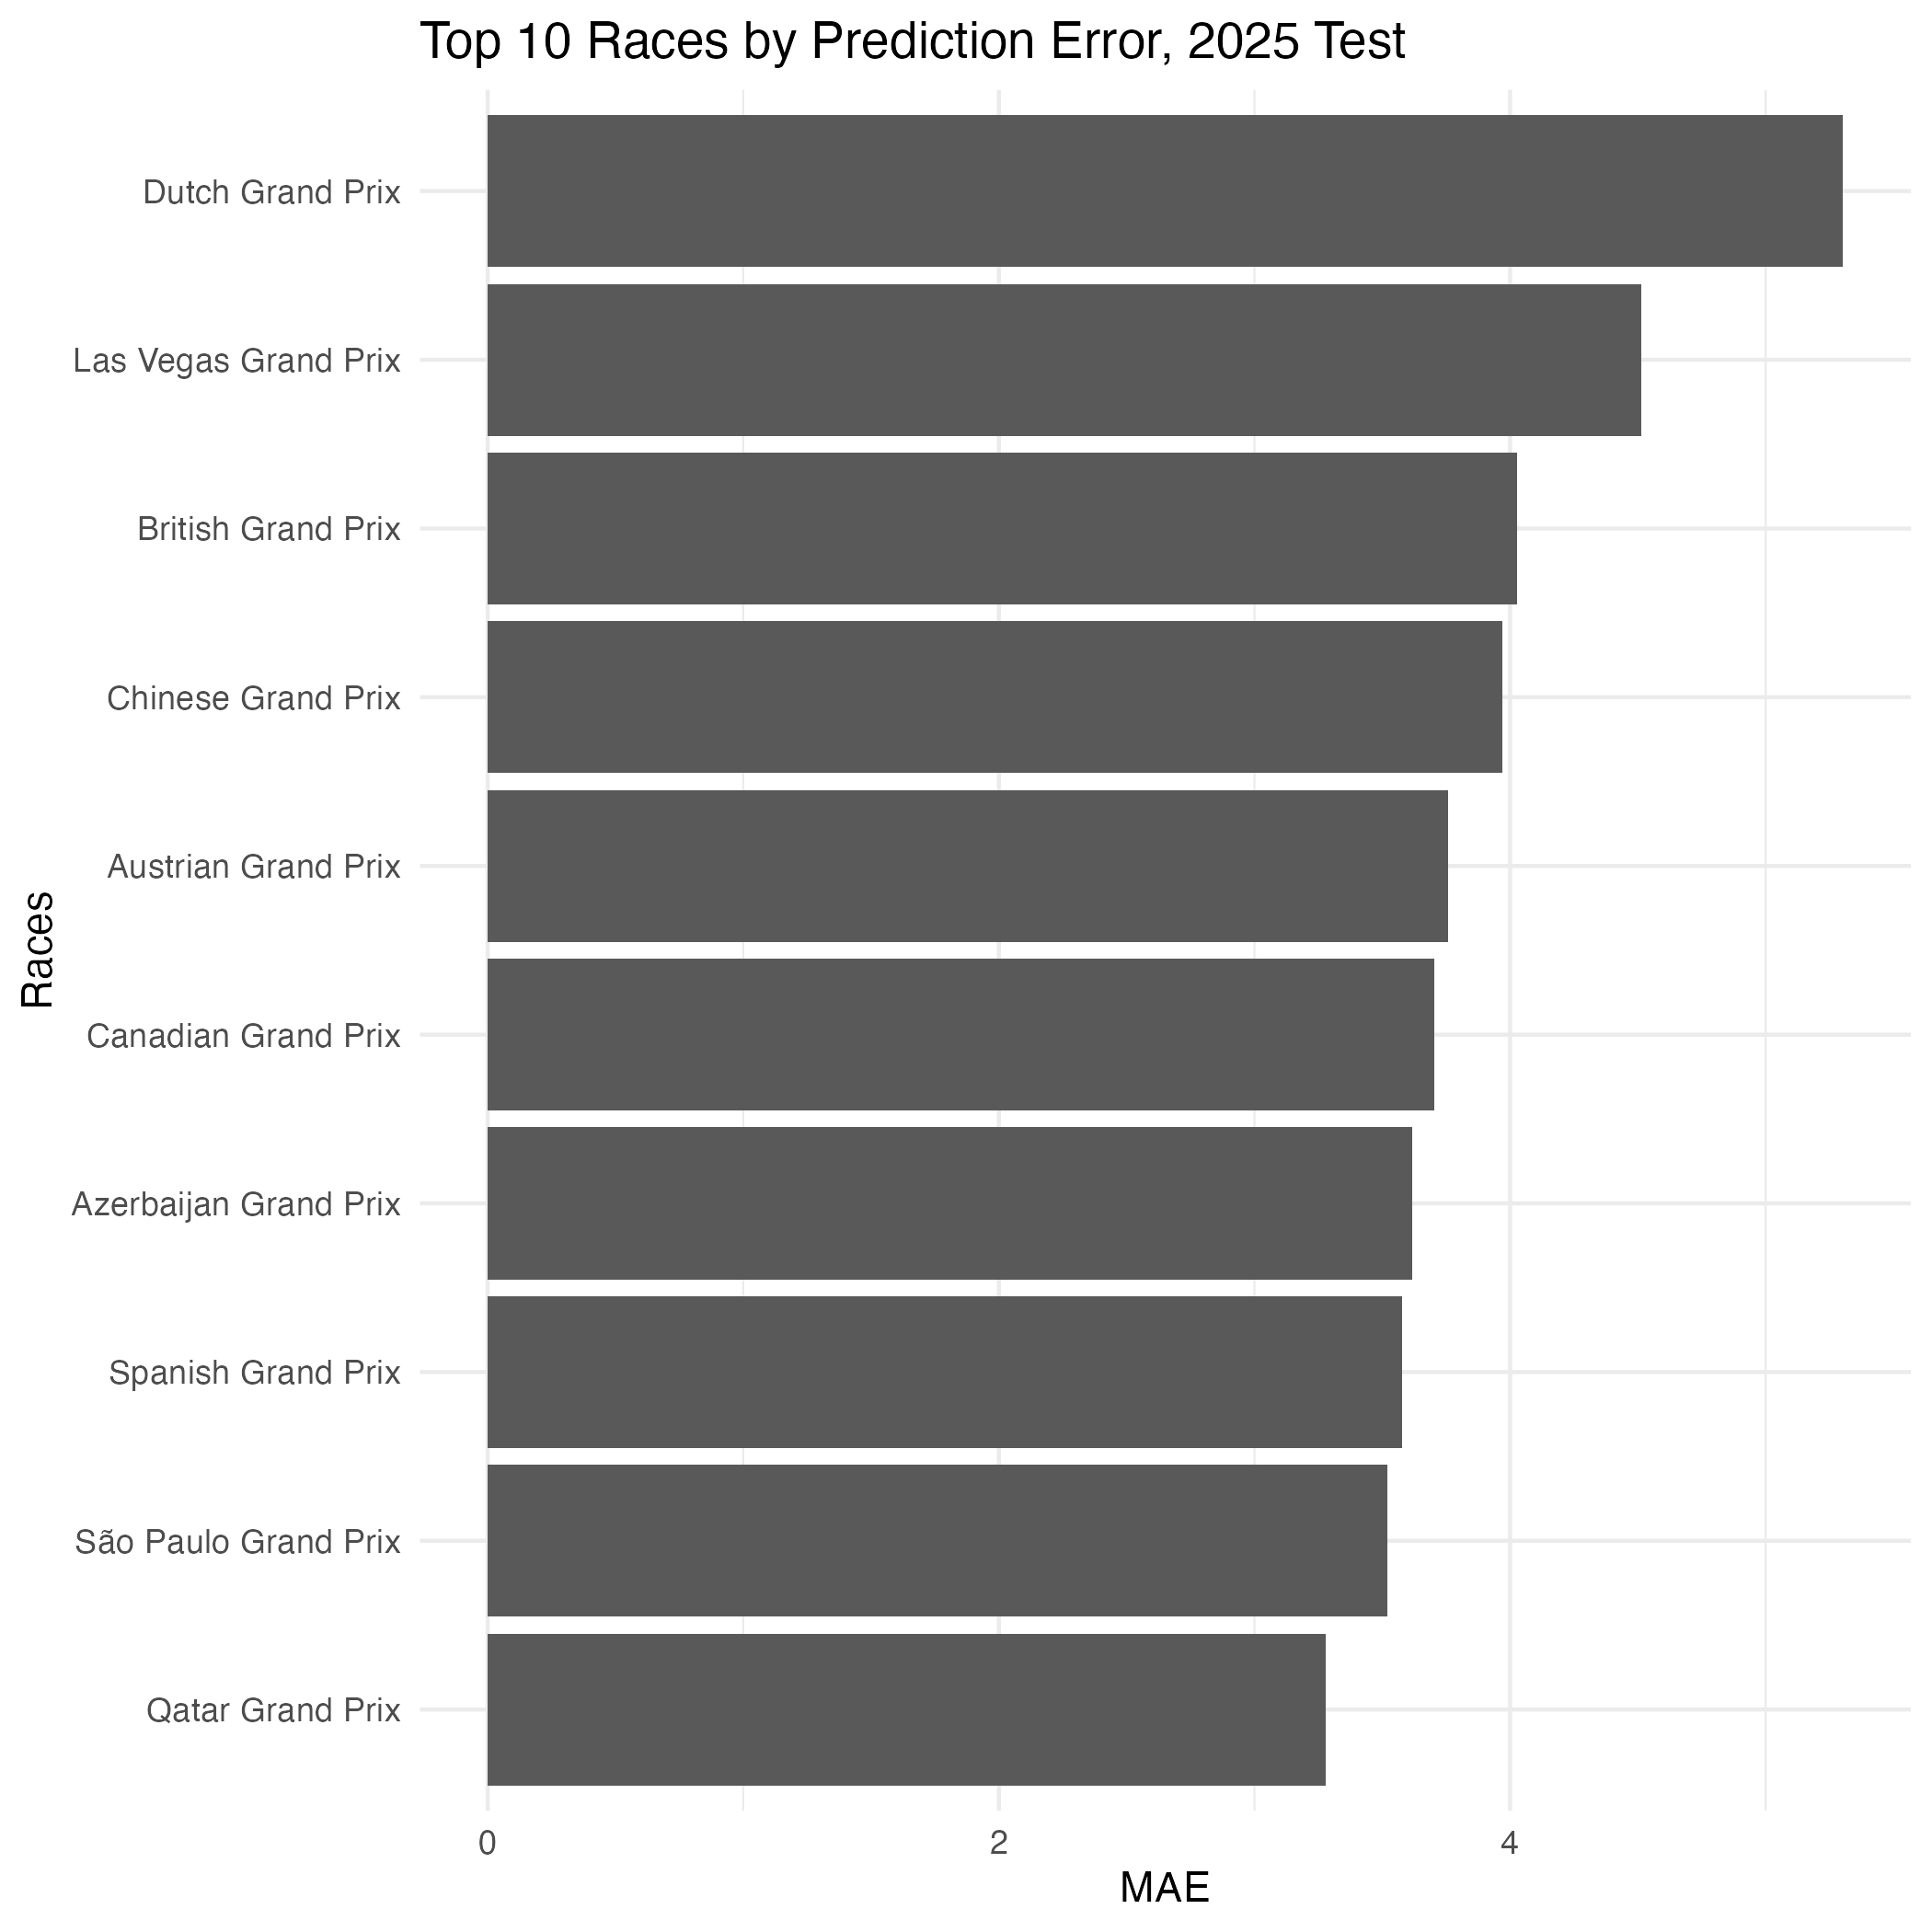 Top 10 Races by Prediction Error, 2025 Test
Races
Dutch Grand Prix
Las Vegas Grand Prix
British Grand Prix
Chinese Grand Prix
Austrian Grand Prix
Canadian Grand Prix
Azerbaijan Grand Prix
Spanish Grand Prix
São Paulo Grand Prix
Qatar Grand Prix
0 2 4
MAE